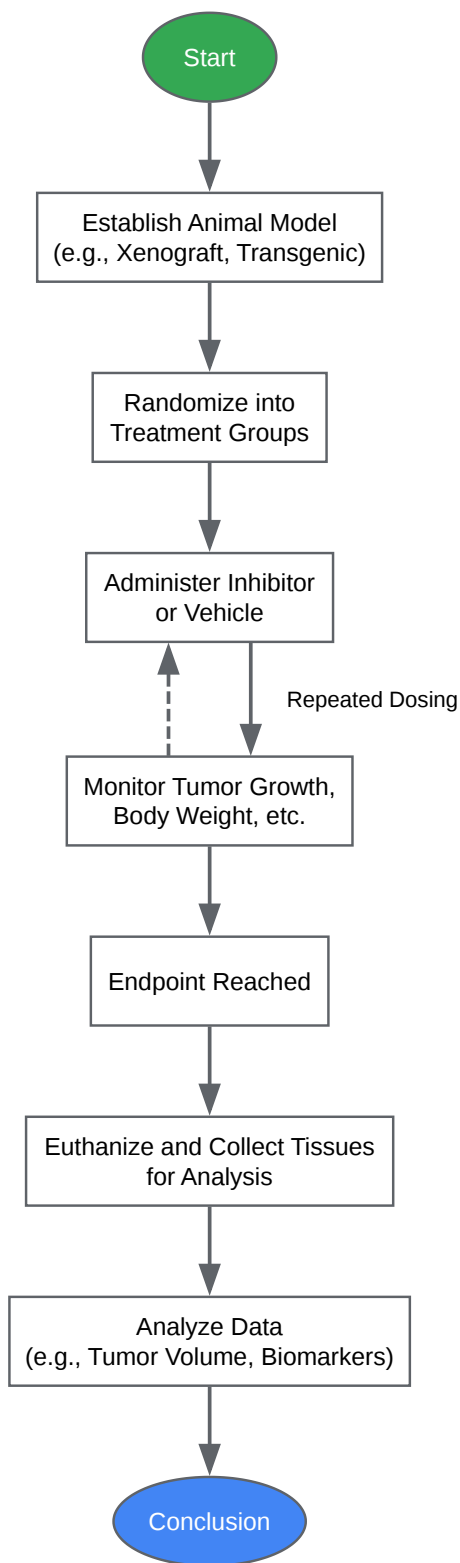 Start
Establish Animal Model
(e.g., Xenograft, Transgenic)
Randomize into
Treatment Groups
Administer Inhibitor
or Vehicle
Repeated Dosing
Monitor Tumor Growth,
Body Weight, etc.
Endpoint Reached
Euthanize and Collect Tissues
for Analysis
Analyze Data
(e.g., Tumor Volume, Biomarkers)
Conclusion